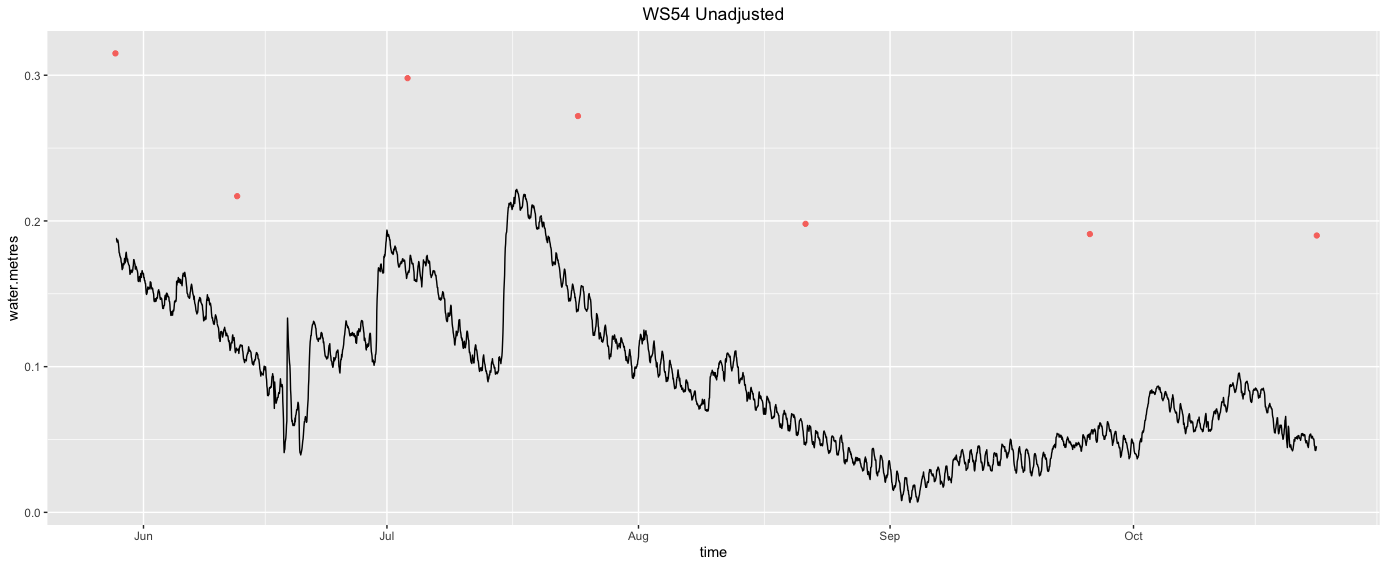 WS54 Unadjusted
water.metres
0.3
0.2
0.1
0.0
Jun
Jul
Aug
Sep
Oct
time